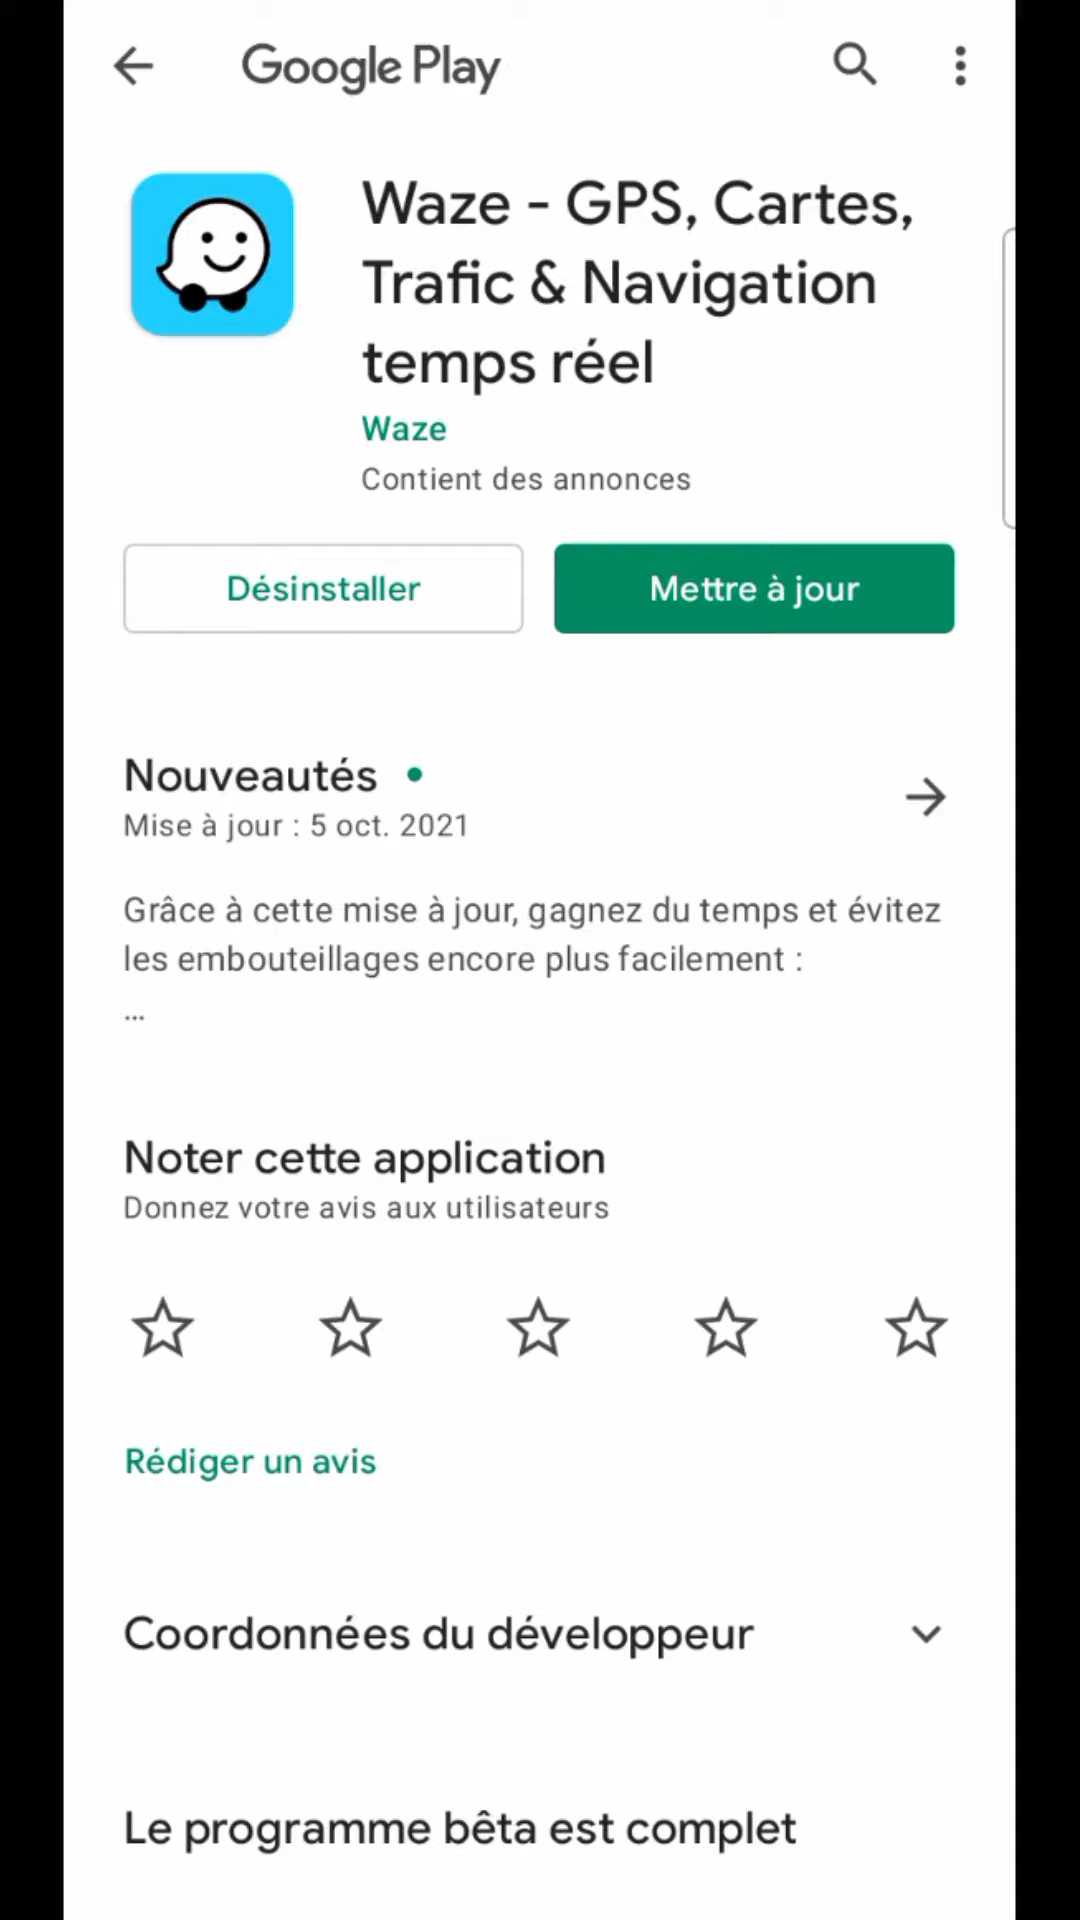 Google Play
Waze - GPS, Cartes,
Trafic & Navigation
temps réel
Waze
Contient des annonces
Désinstaller
Mettre à jour
Nouveautés
Mise à jour : 5 oct. 2021
Grâce à cette mise à jour, gagnez du temps et évitez
les embouteillages encore plus facilement :
...
Noter cette application
Donnez votre avis aux utilisateurs
Rédiger un avis
Coordonnées du développeur
Le programme bêta est complet